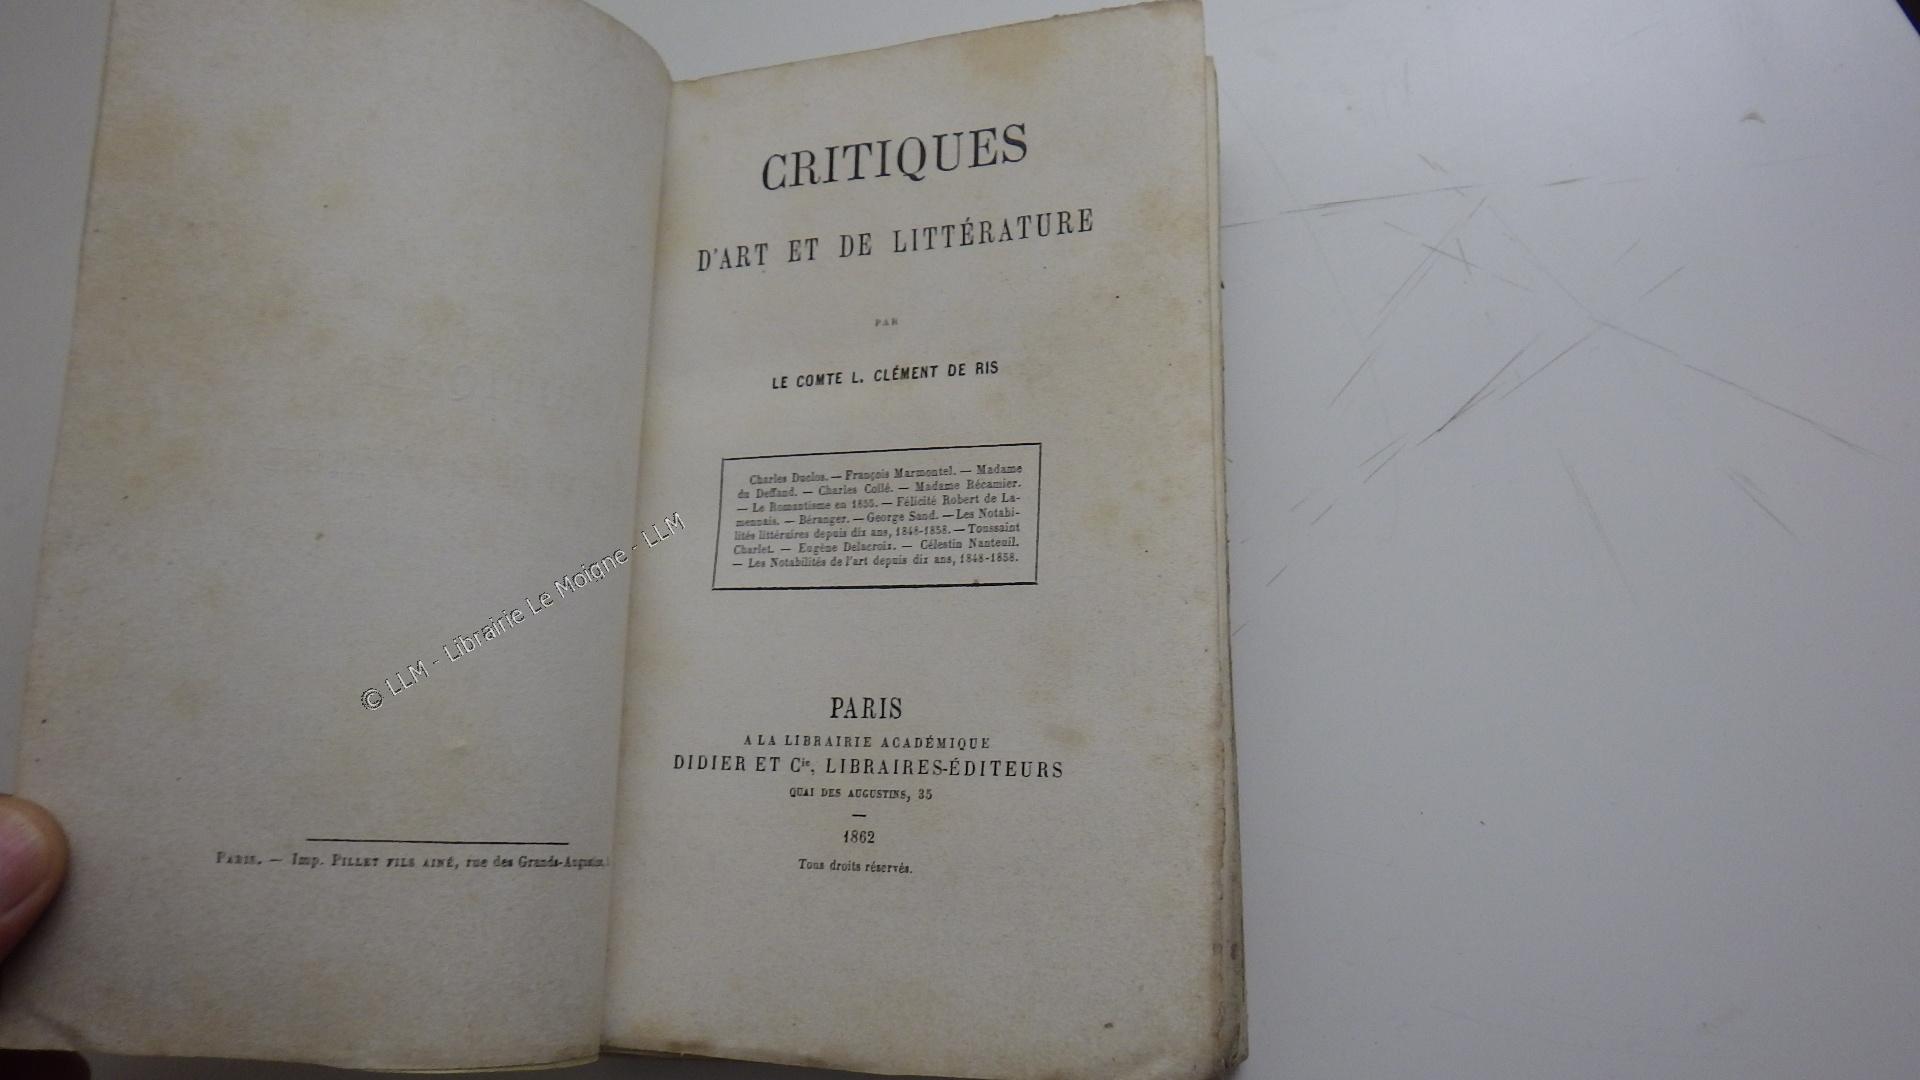 PARIS. — Imp. PILLET FILS AINÉ, rue des Grands-Augustins,
CRITIQUES
D'ART ET DE LITTÉRATURE
PAR
LE COMTE L. CLÉMENT DE RIS
Charles Duclos. — François Marmontel. — Madame
du Deffand. — Charles Collé. — Madame Récamier.
— Le Romantisme en 1835. — Félicité Robert de La-
mennais. — Béranger. — George Sand. — Les Notabi-
lités littéraires depuis dix ans, 1848-1858. — Toussaint
Charlet. — Eugène Delacroix. — Célestin Nanteuil.
— Les Notabilités de l'art depuis dix ans, 1848-1858.
PARIS
A LA LIBRAIRIE ACADÉMIQUE
DIDIER ET Cie, LIBRAIRES-ÉDITEURS
QUAI DES AUGUSTINS, 35
—
1862
Tous droits réservés.
© LLM - Librairie Le Moigne - LLM